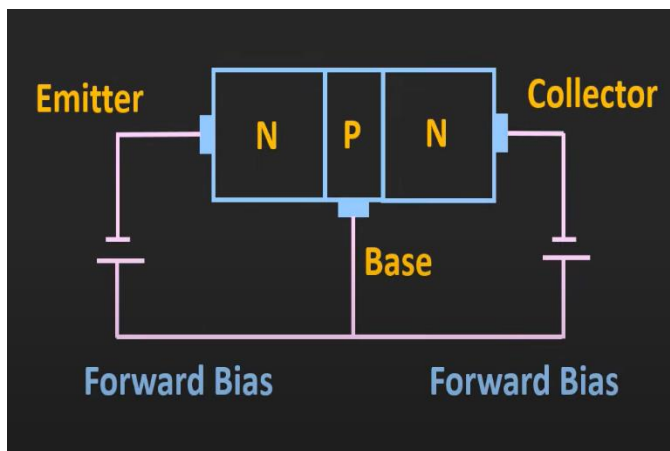 Emitter
Collector
N
P
N
Base
Forward Bias
Forward Bias